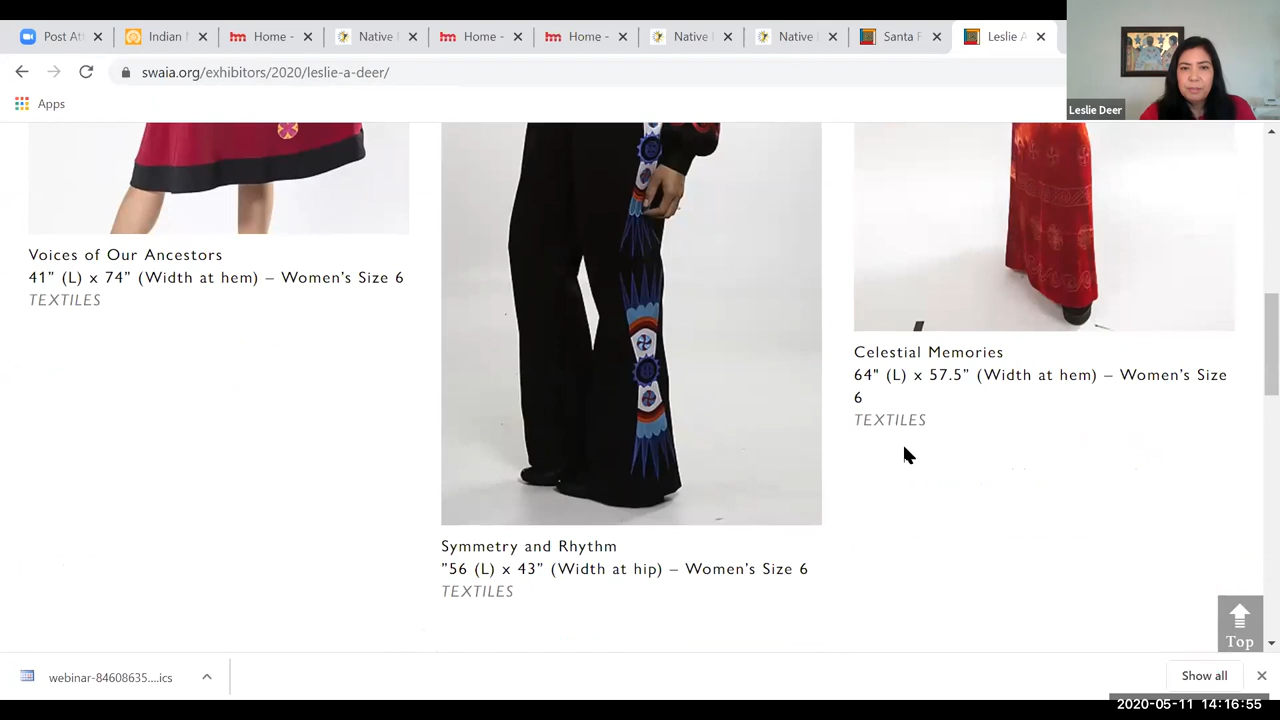 Post At
Indian
Home -
Native
Home -
Home -
Native
Native
Santa F
Leslie A
swaia.org/exhibitors/2020/leslie-a-deer/
Apps
Leslie Deer
Voices of Our Ancestors
41” (L) x 74” (Width at hem) – Women’s Size 6
TEXTILES
Symmetry and Rhythm
”56 (L) x 43” (Width at hip) – Women’s Size 6
TEXTILES
Celestial Memories
64" (L) x 57.5” (Width at hem) – Women’s Size
6
TEXTILES
Top
webinar-84608635....ics
Show all
2020-05-11 14:16:55